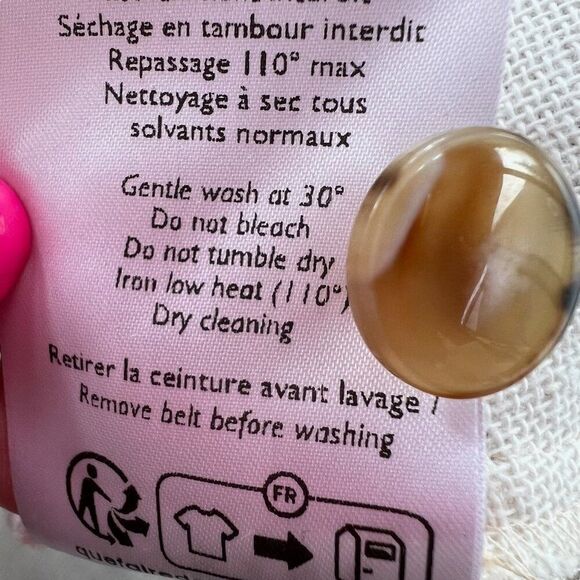 Séchage en tambour interdit
Repassage 110° max
Nettoyage à sec tous
solvants normaux
Gentle wash at 30°
Do not bleach
Do not tumble dry
Iron low heat (110°)
Dry cleaning
Retirer la ceinture avant lavage /
Remove belt before washing
FR